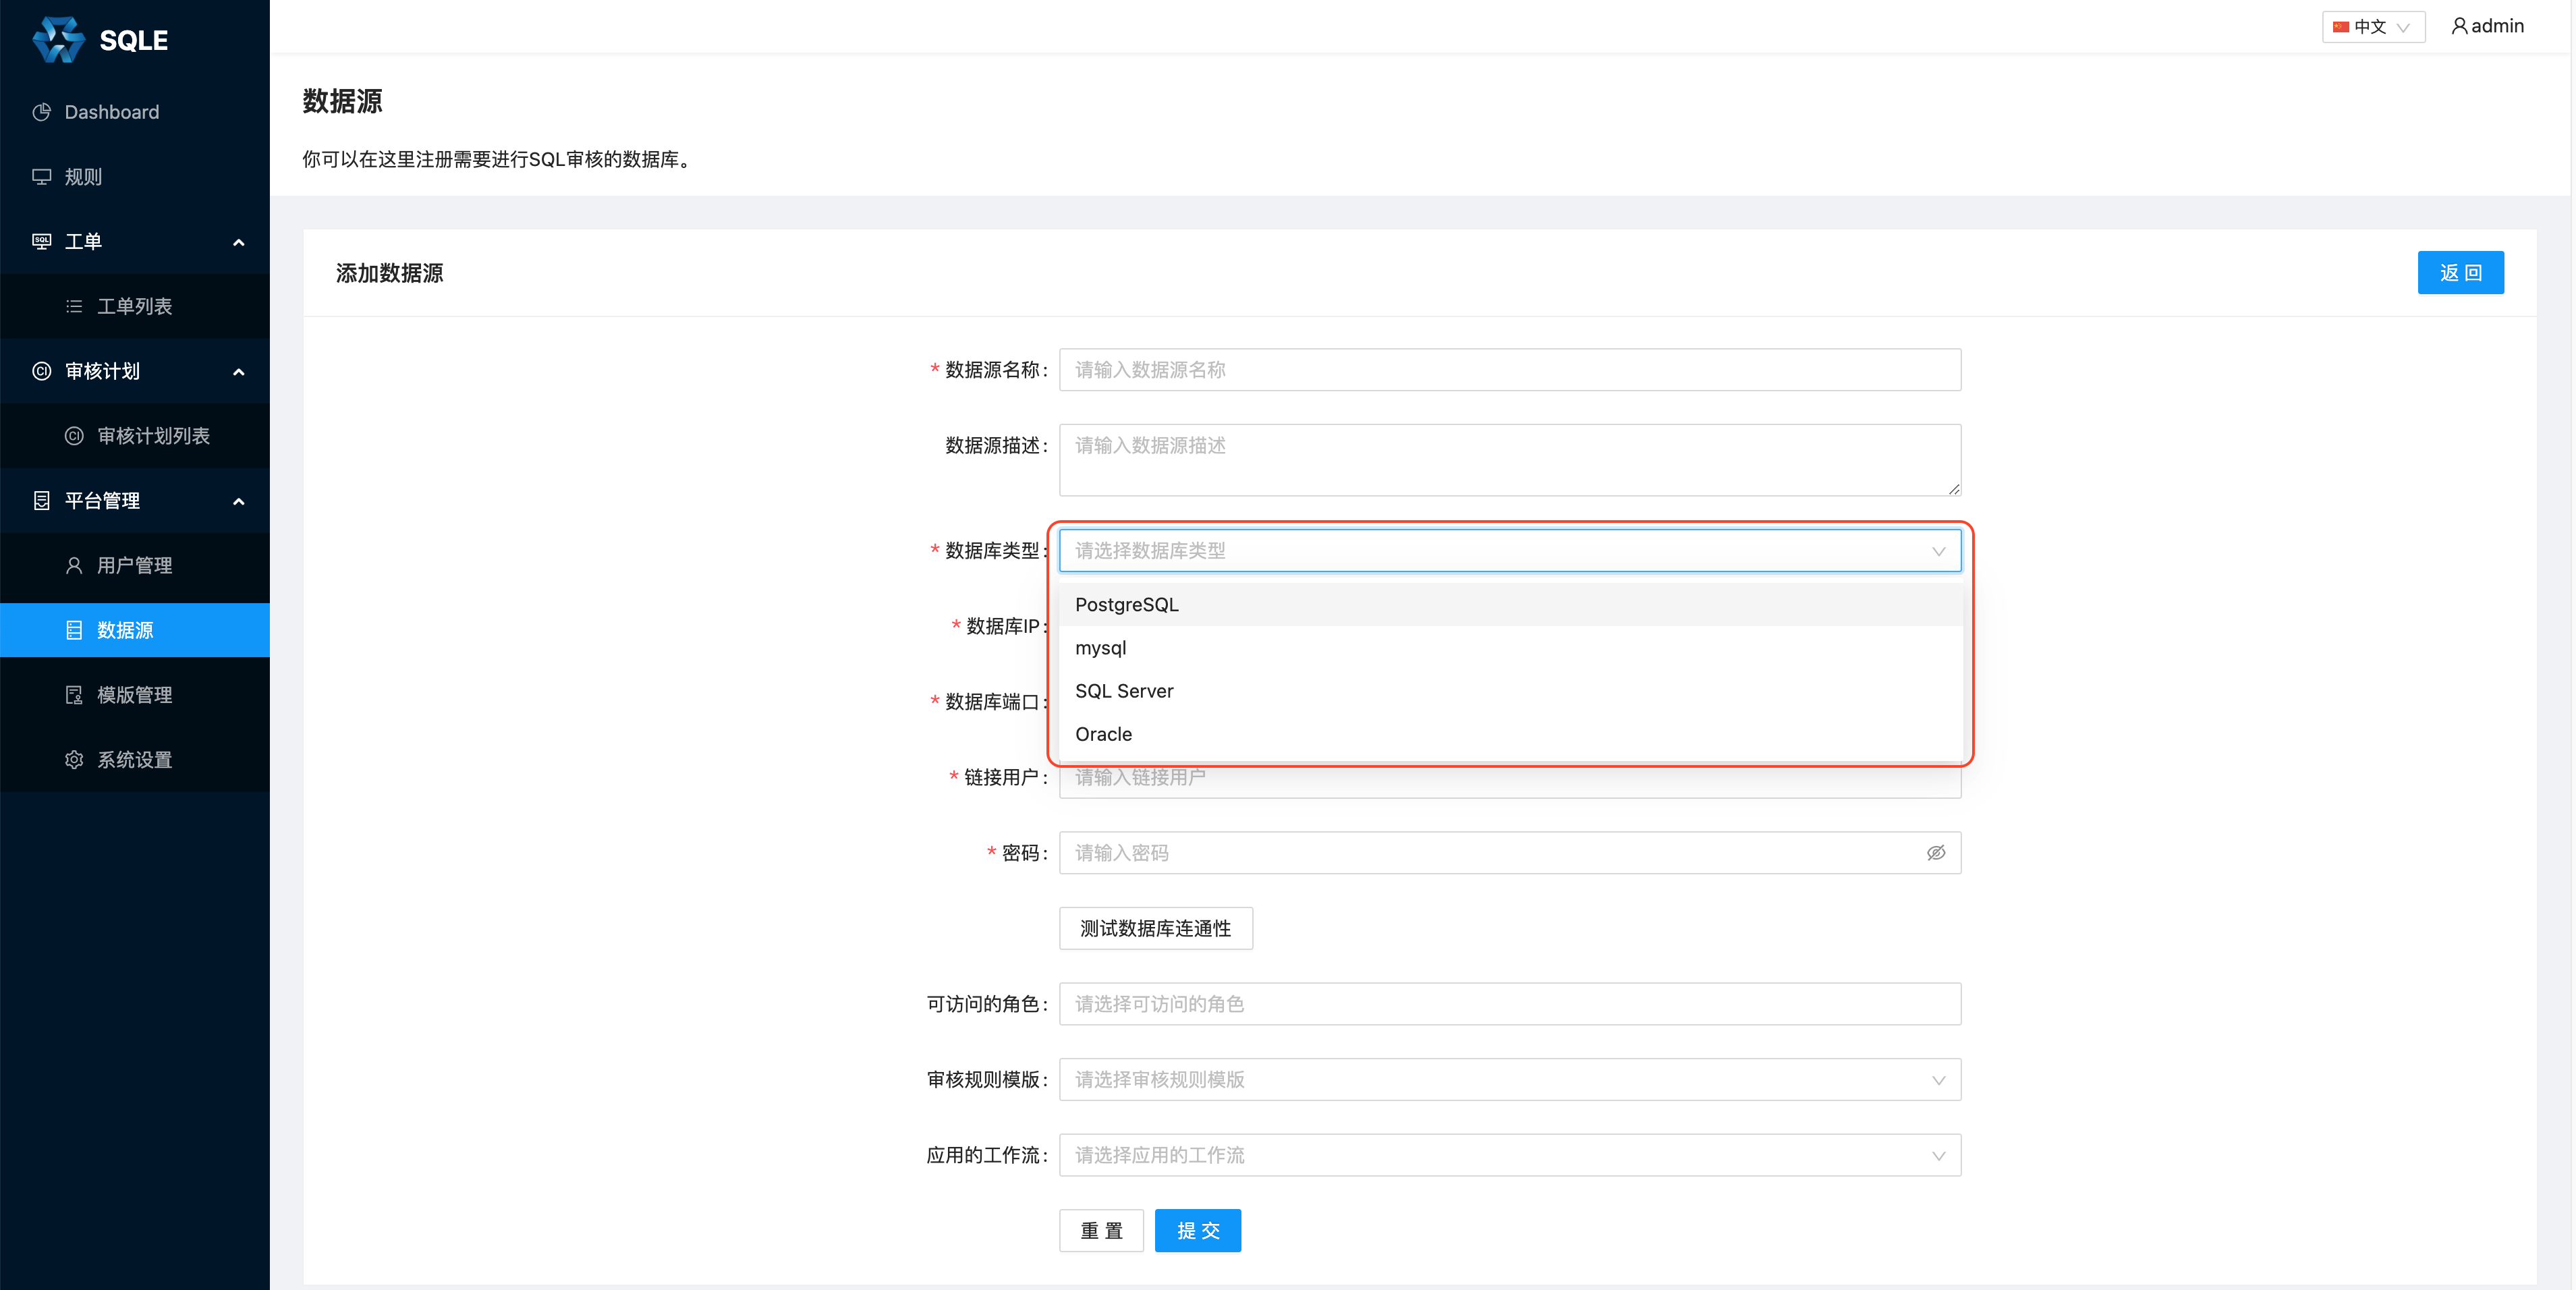 SQLE
中文
admin
Dashboard
规则
工单
工单列表
审核计划
审核计划列表
平台管理
用户管理
数据源
模版管理
系统设置
数据源
你可以在这里注册需要进行SQL审核的数据库。
添加数据源
返 回
* 数据源名称: 请输入数据源名称
数据源描述: 请输入数据源描述
* 数据库类型: 请选择数据库类型
PostgreSQL
* 数据库IP:
mysql
SQL Server
* 数据库端口:
Oracle
* 链接用户: 请输入链接用户
* 密码: 请输入密码
测试数据库连通性
可访问的角色: 请选择可访问的角色
审核规则模版: 请选择审核规则模版
应用的工作流: 请选择应用的工作流
重 置
提 交